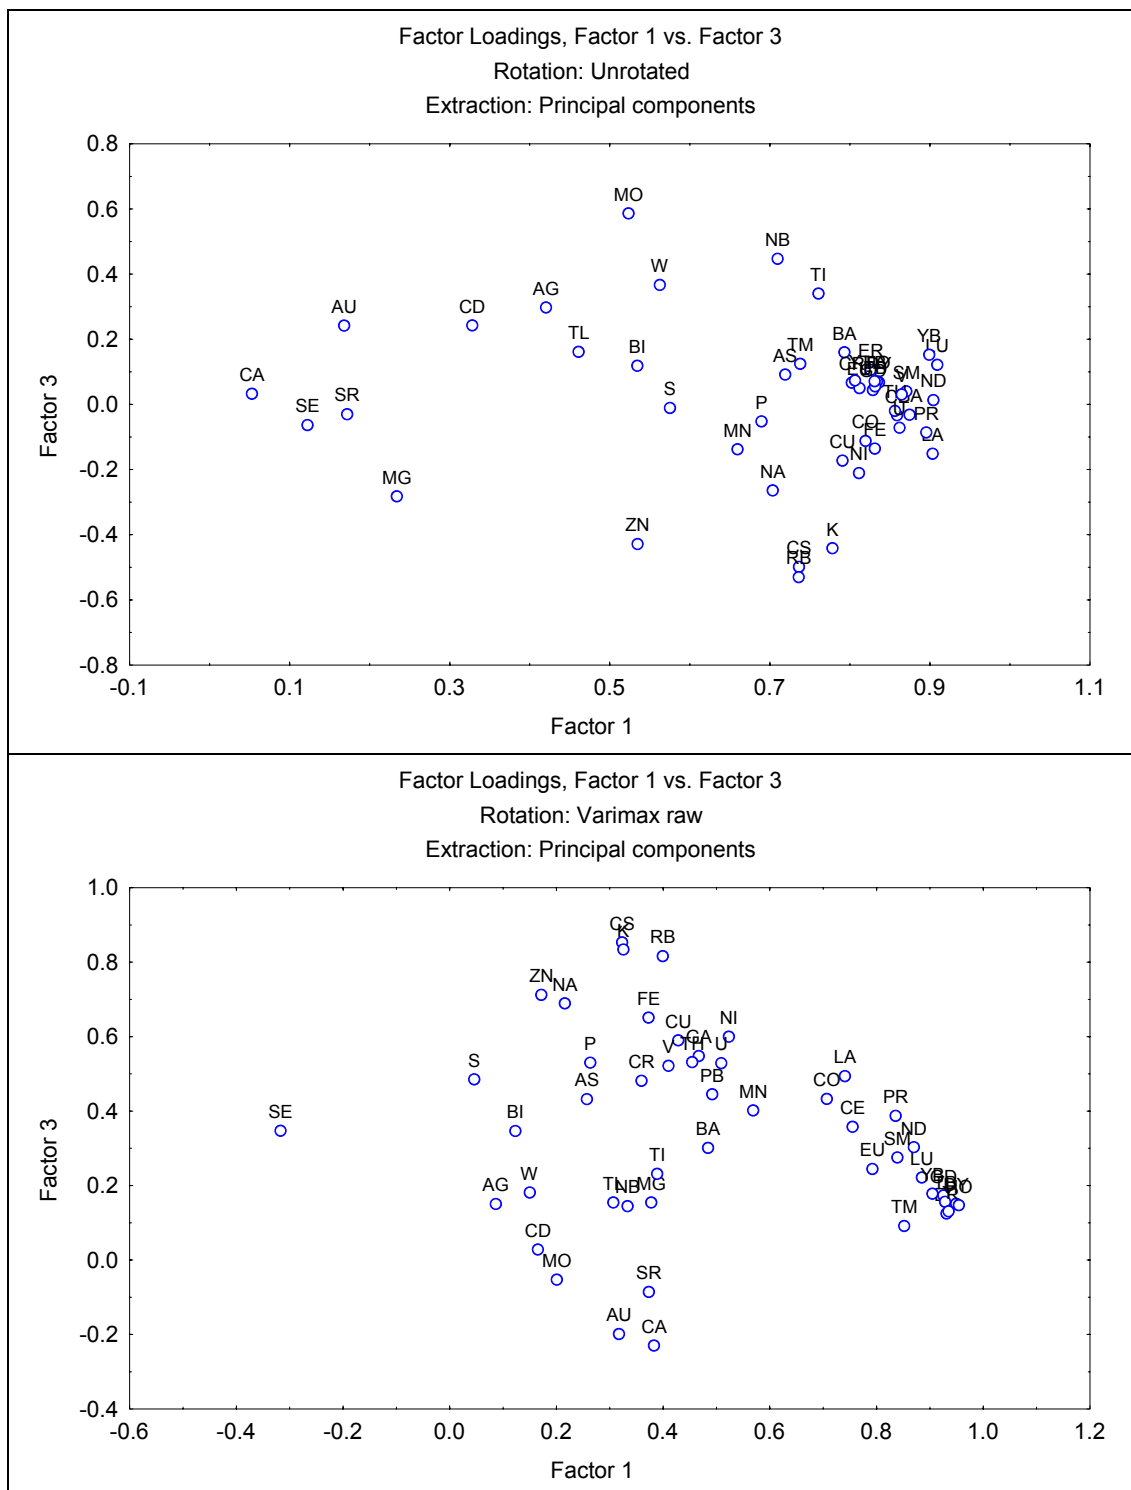 Factor Loadings, Factor 1 vs. Factor 3
Rotation: Unrotated
Extraction: Principal components
0.8
MO
0.6
NB
W
TI
0.4
AG
AU
CD
TL
BI
BA
YB
LU
TM
AS
ER
0.2
CA
SE
SR
S
P
SM
ND
PR
LA
0.0
MN
CO
FE
CU
NI
-0.2
MG
NA
ZN
K
-0.4
CS
RB
-0.6
-0.8
-0.1
0.1
0.3
0.5
0.7
0.9
1.1
Factor 3
Factor 1
Factor Loadings, Factor 1 vs. Factor 3
Rotation: Varimax raw
Extraction: Principal components
1.0
CS
K
RB
0.8
ZN
NA
FE
CU
NI
0.6
S
P
V
TH
GA
U
CR
AS
PB
MN
LA
CO
0.4
SE
BI
BA
CE
PR
ND
EU
SM
LU
W
TI
YB
0.2
AG
TL
NB
MG
TM
CD
MO
0.0
SR
AU
CA
-0.2
-0.4
-0.6
-0.4
-0.2
0.0
0.2
0.4
0.6
0.8
1.0
1.2
Factor 3
Factor 1